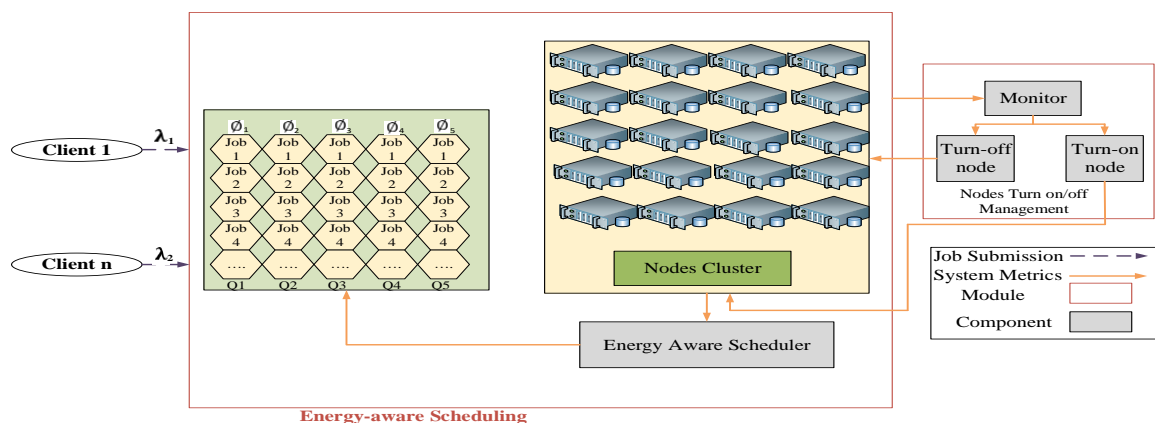 Client 1
λ₁
Client n
λ₂
Ø₁ Ø₂ Ø₃ Ø₄ Ø₅
Job Job Job Job Job
1 1 1 1 1
Job Job Job Job Job
2 2 2 2 2
Job Job Job Job Job
3 3 3 3 3
Job Job Job Job Job
4 4 4 4 4
.... .... .... .... ....
Q1 Q2 Q3 Q4 Q5
Nodes Cluster
Energy Aware Scheduler
Energy-aware Scheduling
Monitor
Turn-off
node
Turn-on
node
Nodes Turn on/off
Management
Job Submission
System Metrics
Module
Component